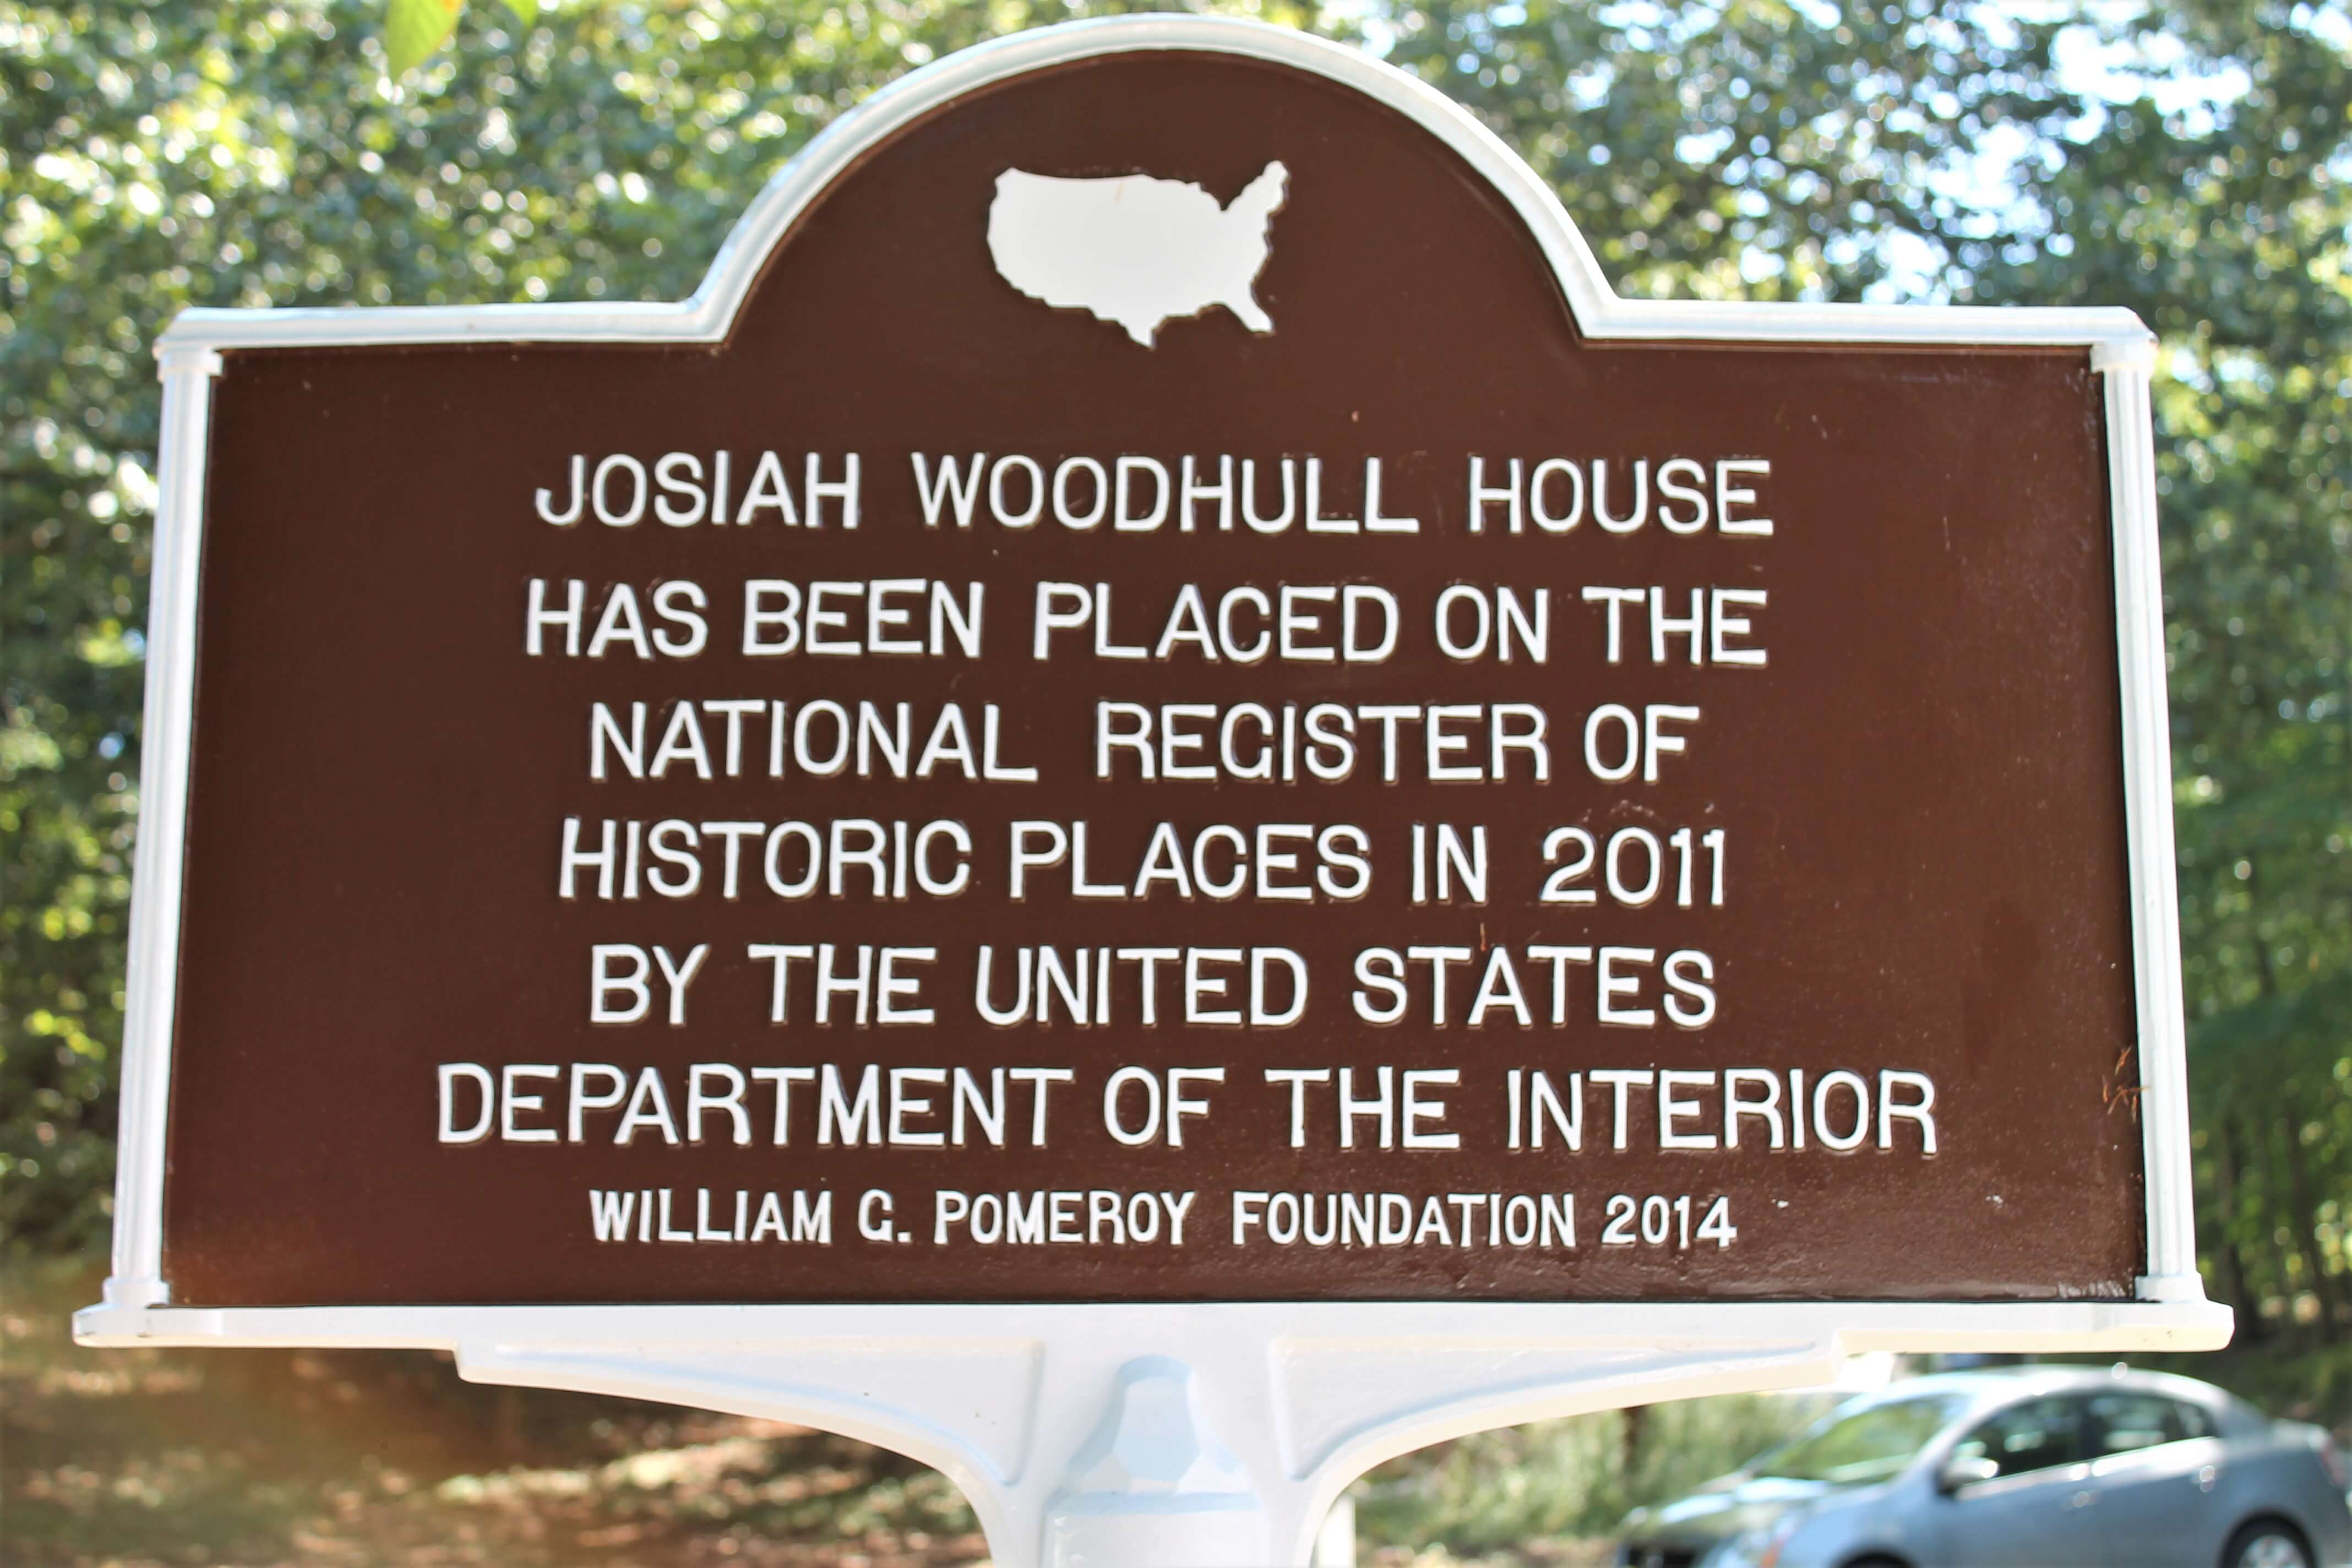 JOSIAH WOODHULL HOUSE
HAS BEEN PLACED ON THE
NATIONAL REGISTER OF
HISTORIC PLACES IN 2011
BY THE UNITED STATES
DEPARTMENT OF THE INTERIOR
WILLIAM G. POMEROY FOUNDATION 2014